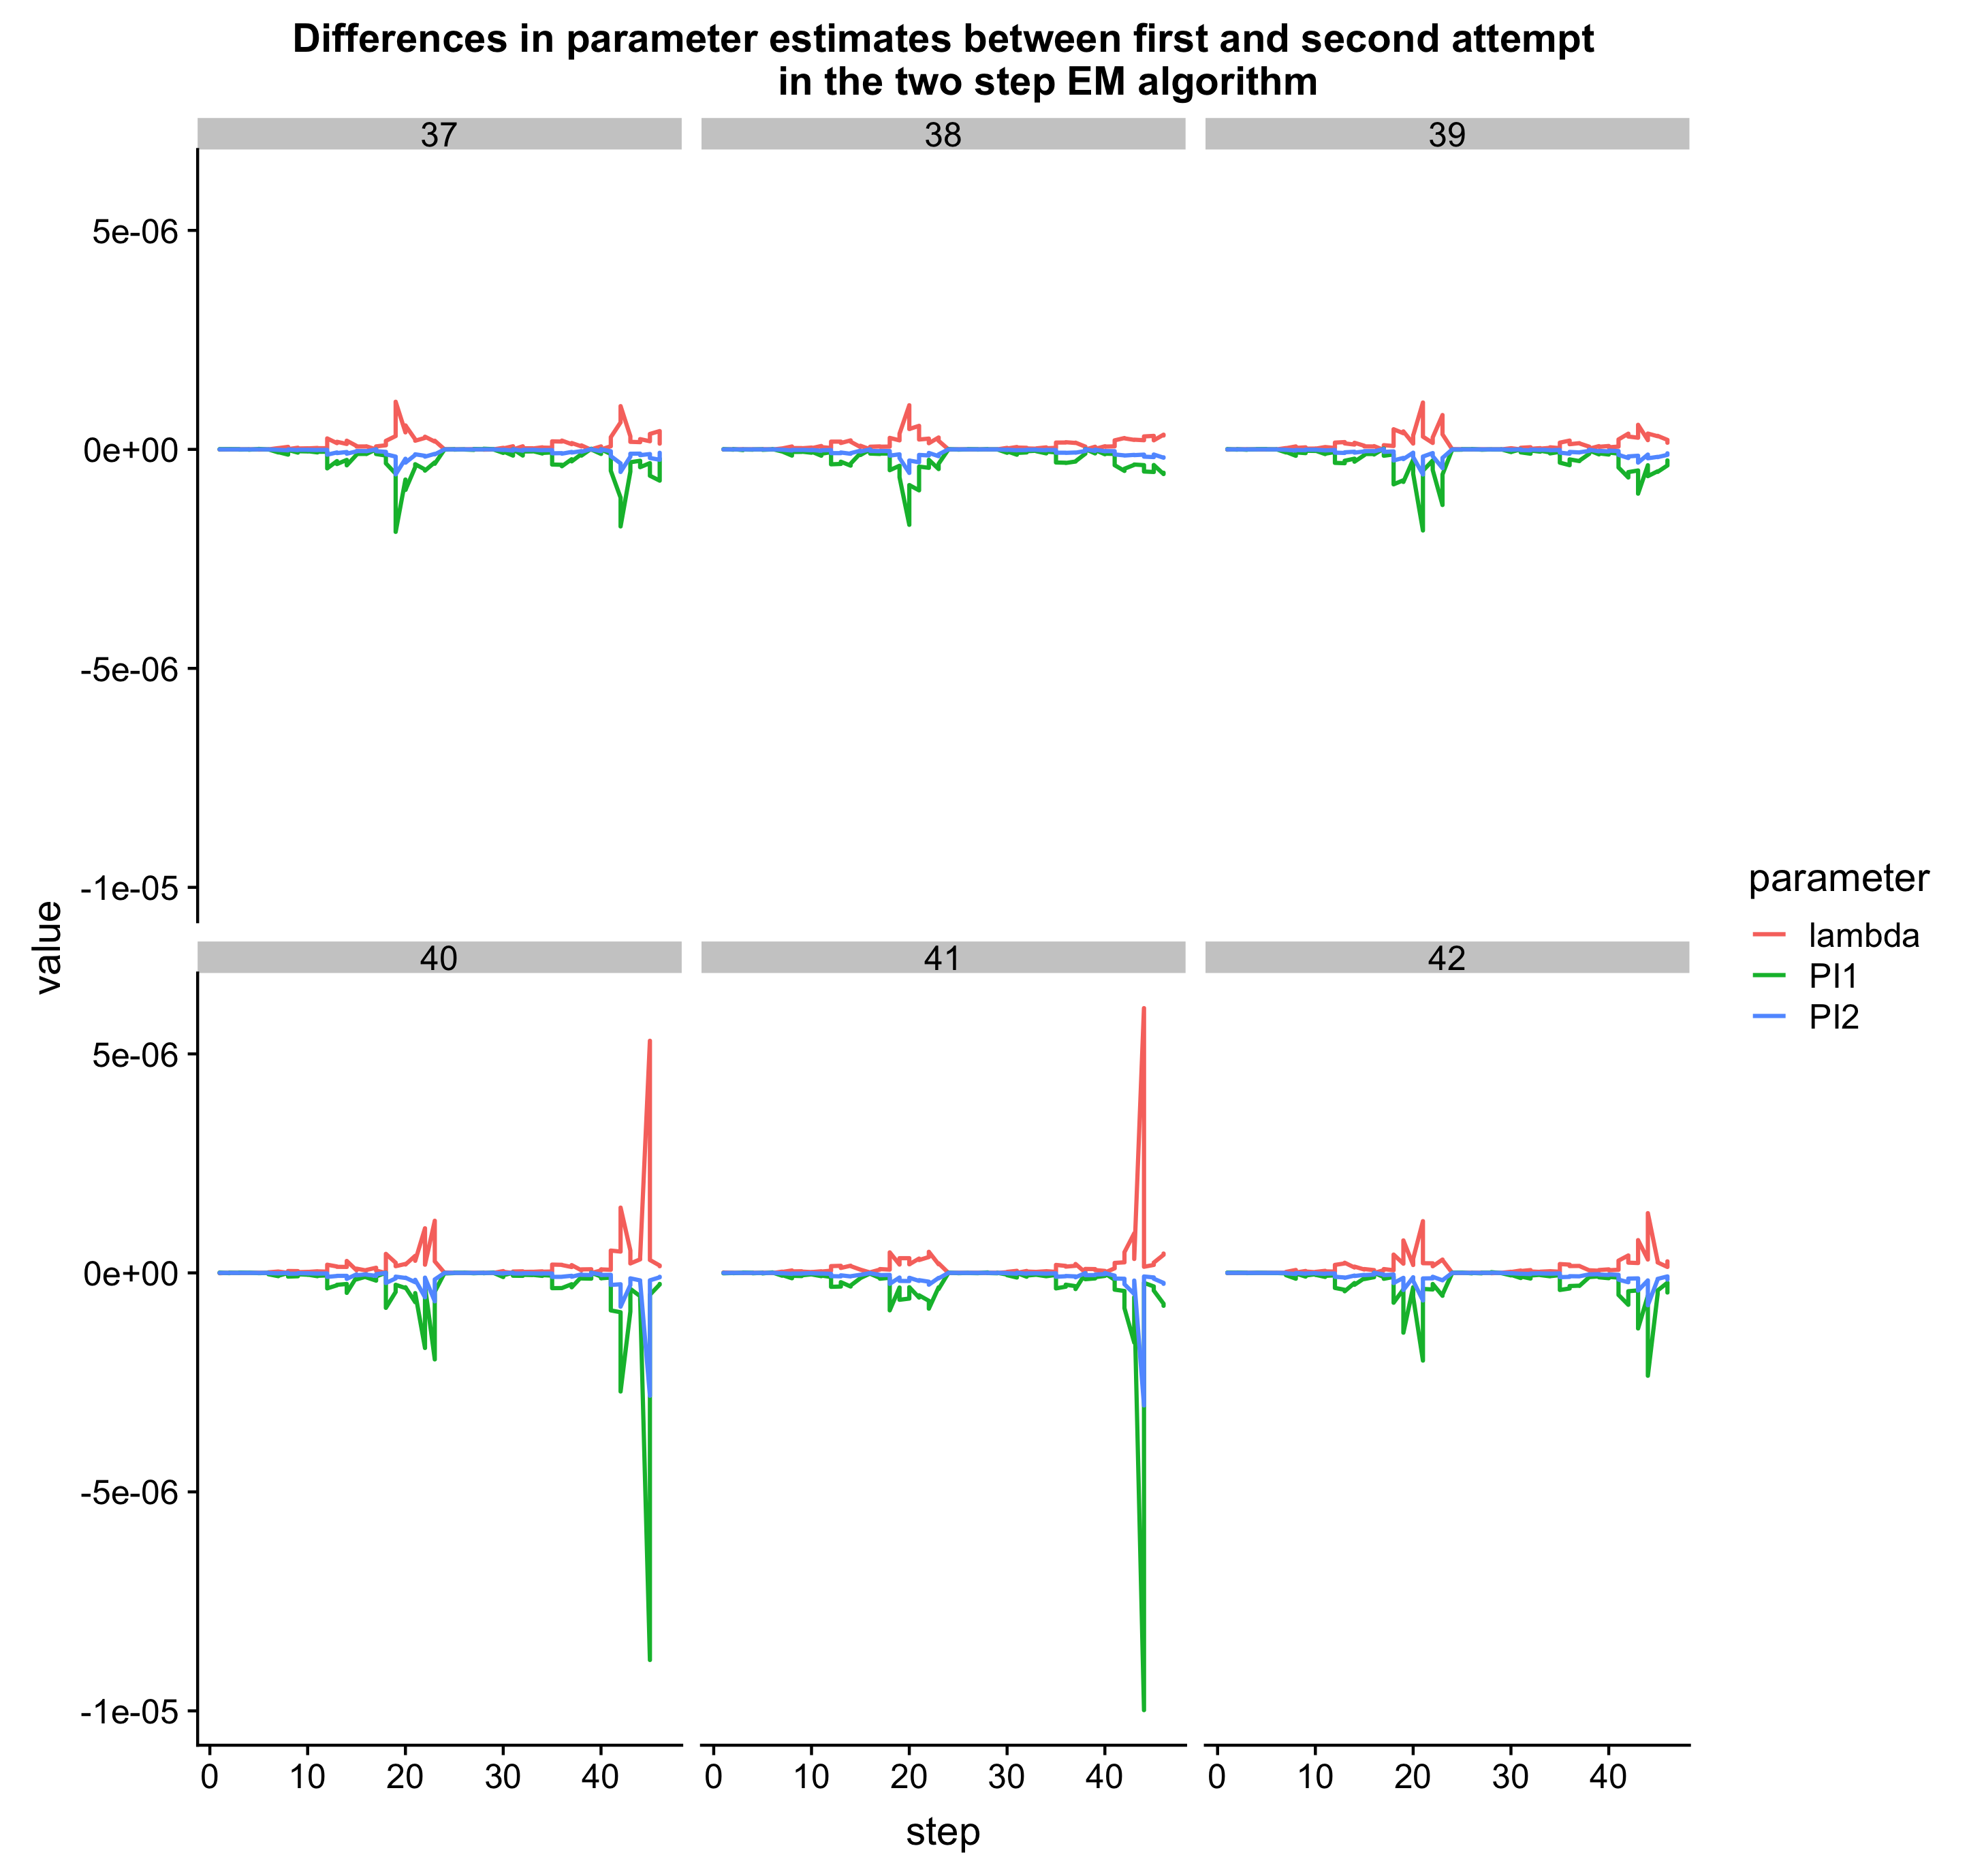 Differences in parameter estimates between first and second attempt
in the two step EM algorithm
37
38
39
5e-06
0e+00
-5e-06
-1e-05
value
40
41
42
5e-06
0e+00
-5e-06
-1e-05
0 10 20 30 40
0 10 20 30 40
0 10 20 30 40
step
parameter
lambda
PI1
PI2